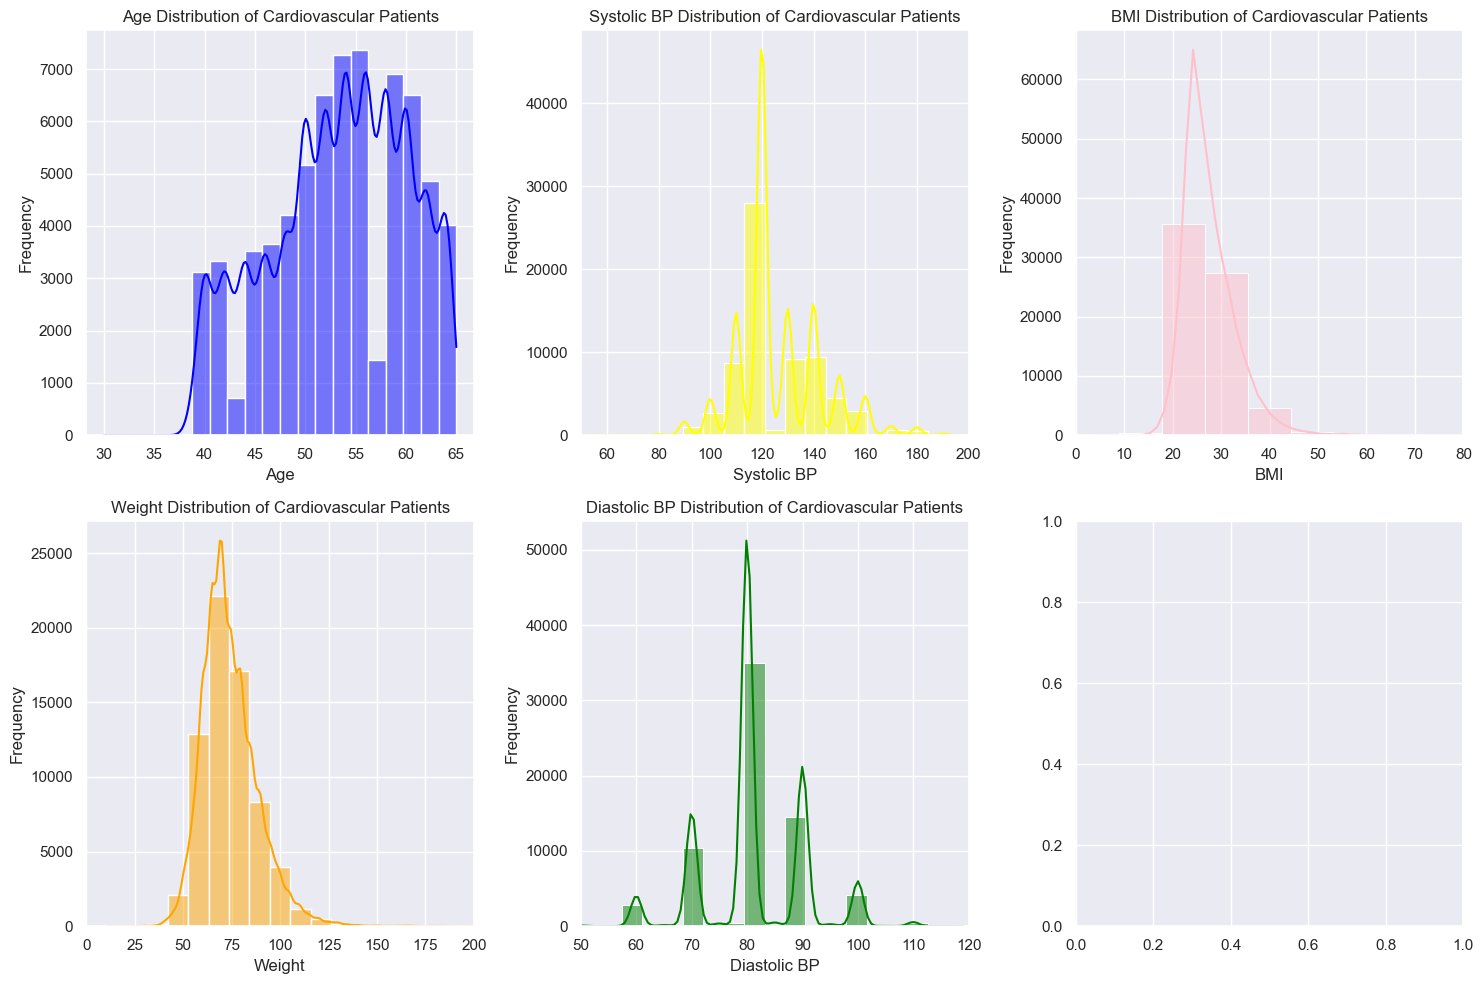 Age Distribution of Cardiovascular Patients
Frequency
7000
6000
5000
4000
3000
2000
1000
0
30 35 40 45 50 55 60 65
Age
Systolic BP Distribution of Cardiovascular Patients
Frequency
40000
30000
20000
10000
0
60 80 100 120 140 160 180 200
Systolic BP
BMI Distribution of Cardiovascular Patients
Frequency
60000
50000
40000
30000
20000
10000
0
0 10 20 30 40 50 60 70 80
BMI
Weight Distribution of Cardiovascular Patients
Frequency
25000
20000
15000
10000
5000
0
0 25 50 75 100 125 150 175 200
Weight
Diastolic BP Distribution of Cardiovascular Patients
Frequency
50000
40000
30000
20000
10000
0
50 60 70 80 90 100 110 120
Diastolic BP
1.0
0.8
0.6
0.4
0.2
0.0
0.0 0.2 0.4 0.6 0.8 1.0